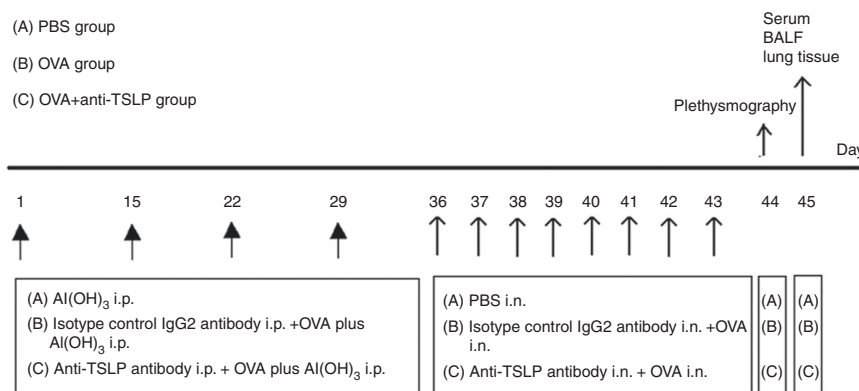 (A) PBS group
(B) OVA group
(C) OVA+anti-TSLP group
Serum
BALF
lung tissue
Plethysmography
Day
1 15 22 29 36 37 38 39 40 41 42 43 44 45
(A) Al(OH)3 i.p.
(B) Isotype control IgG2 antibody i.p. +OVA plus
Al(OH)3 i.p.
(C) Anti-TSLP antibody i.p. + OVA plus Al(OH)3 i.p.
(A) PBS i.n.
(B) Isotype control IgG2 antibody i.n. +OVA
i.n.
(C) Anti-TSLP antibody i.n. + OVA i.n.
(A)
(B)
(C)
(A)
(B)
(C)